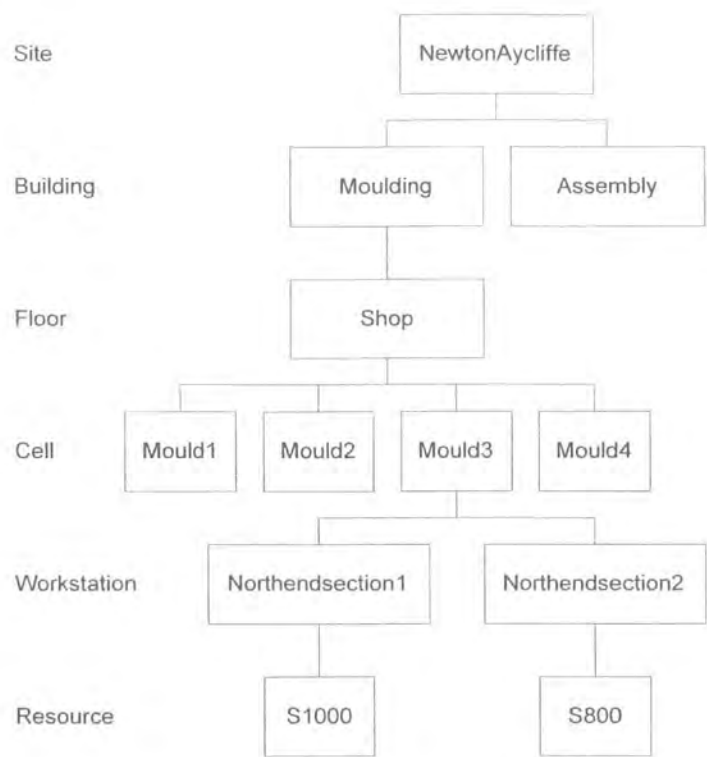 Site NewtonAycliffe
Building Moulding Assembly
Floor Shop
Cell Mould1 Mould2 Mould3 Mould4
Workstation Northendsection1 Northendsection2
Resource S1000 S800